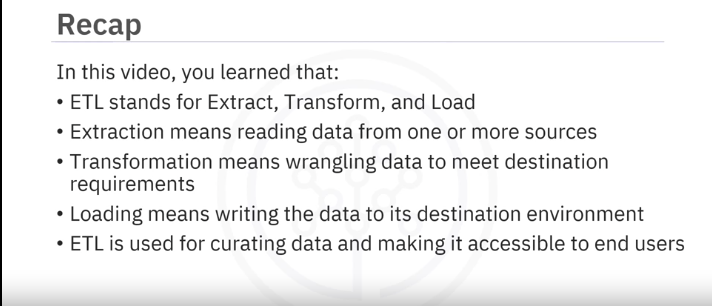 Recap
In this video, you learned that:
• ETL stands for Extract, Transform, and Load
• Extraction means reading data from one or more sources
• Transformation means wrangling data to meet destination
requirements
• Loading means writing the data to its destination environment
• ETL is used for curating data and making it accessible to end users